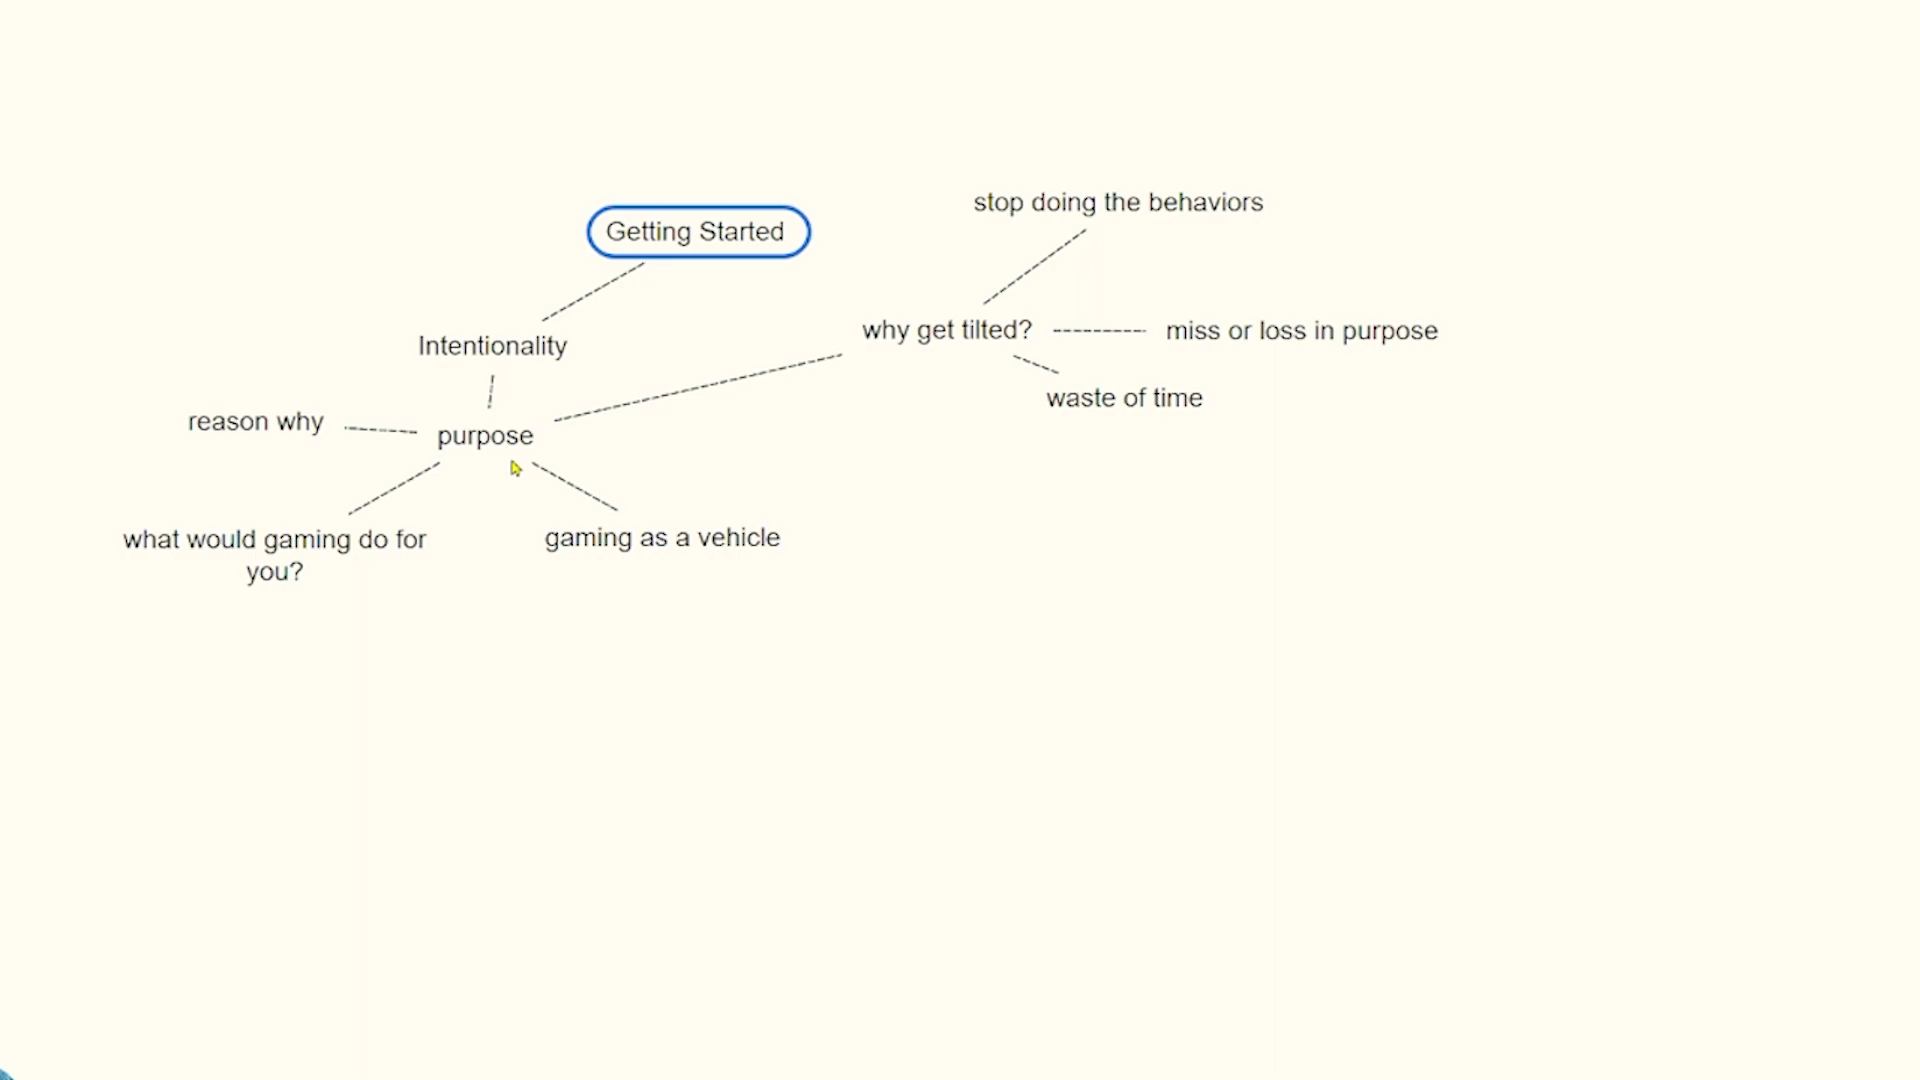 stop doing the behaviors
Getting Started
why get tilted?
miss or loss in purpose
Intentionality
waste of time
reason why
purpose
what would gaming do for
you?
gaming as a vehicle